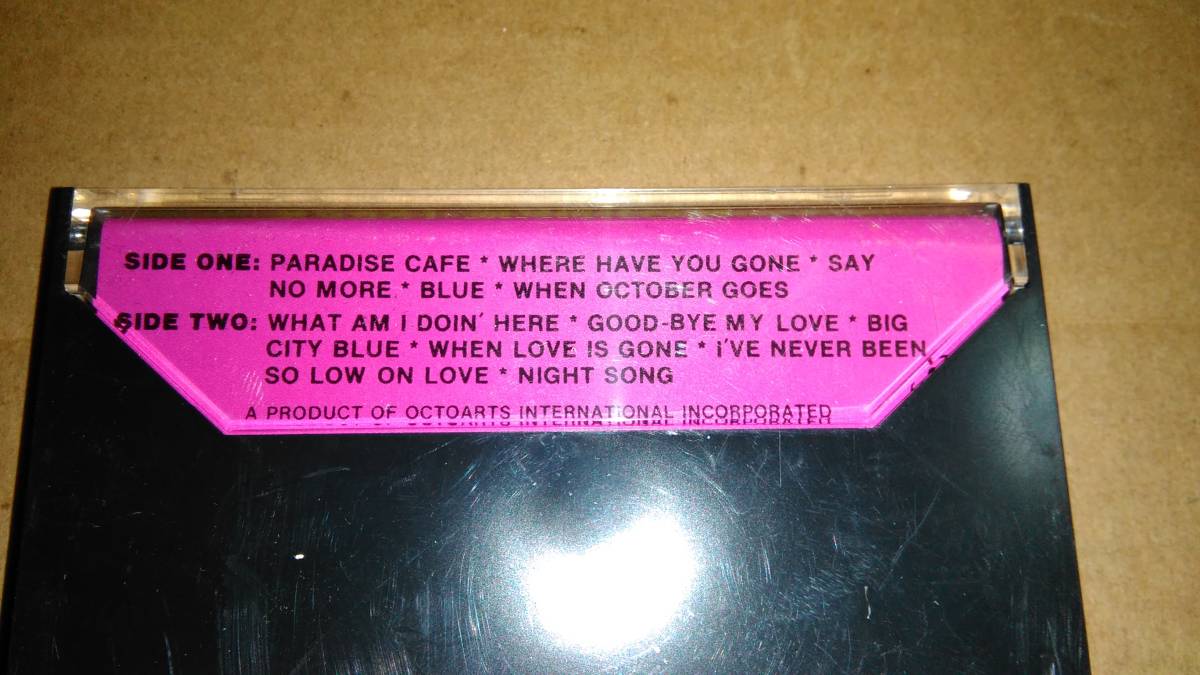 SIDE ONE: PARADISE CAFE * WHERE HAVE YOU GONE * SAY
NO MORE * BLUE * WHEN OCTOBER GOES
SIDE TWO: WHAT AM I DOIN' HERE * GOOD-BYE MY LOVE * BIG
CITY BLUE * WHEN LOVE IS GONE * I'VE NEVER BEEN
SO LOW ON LOVE * NIGHT SONG
A PRODUCT OF OCTOARTS INTERNATIONAL INCORPORATED